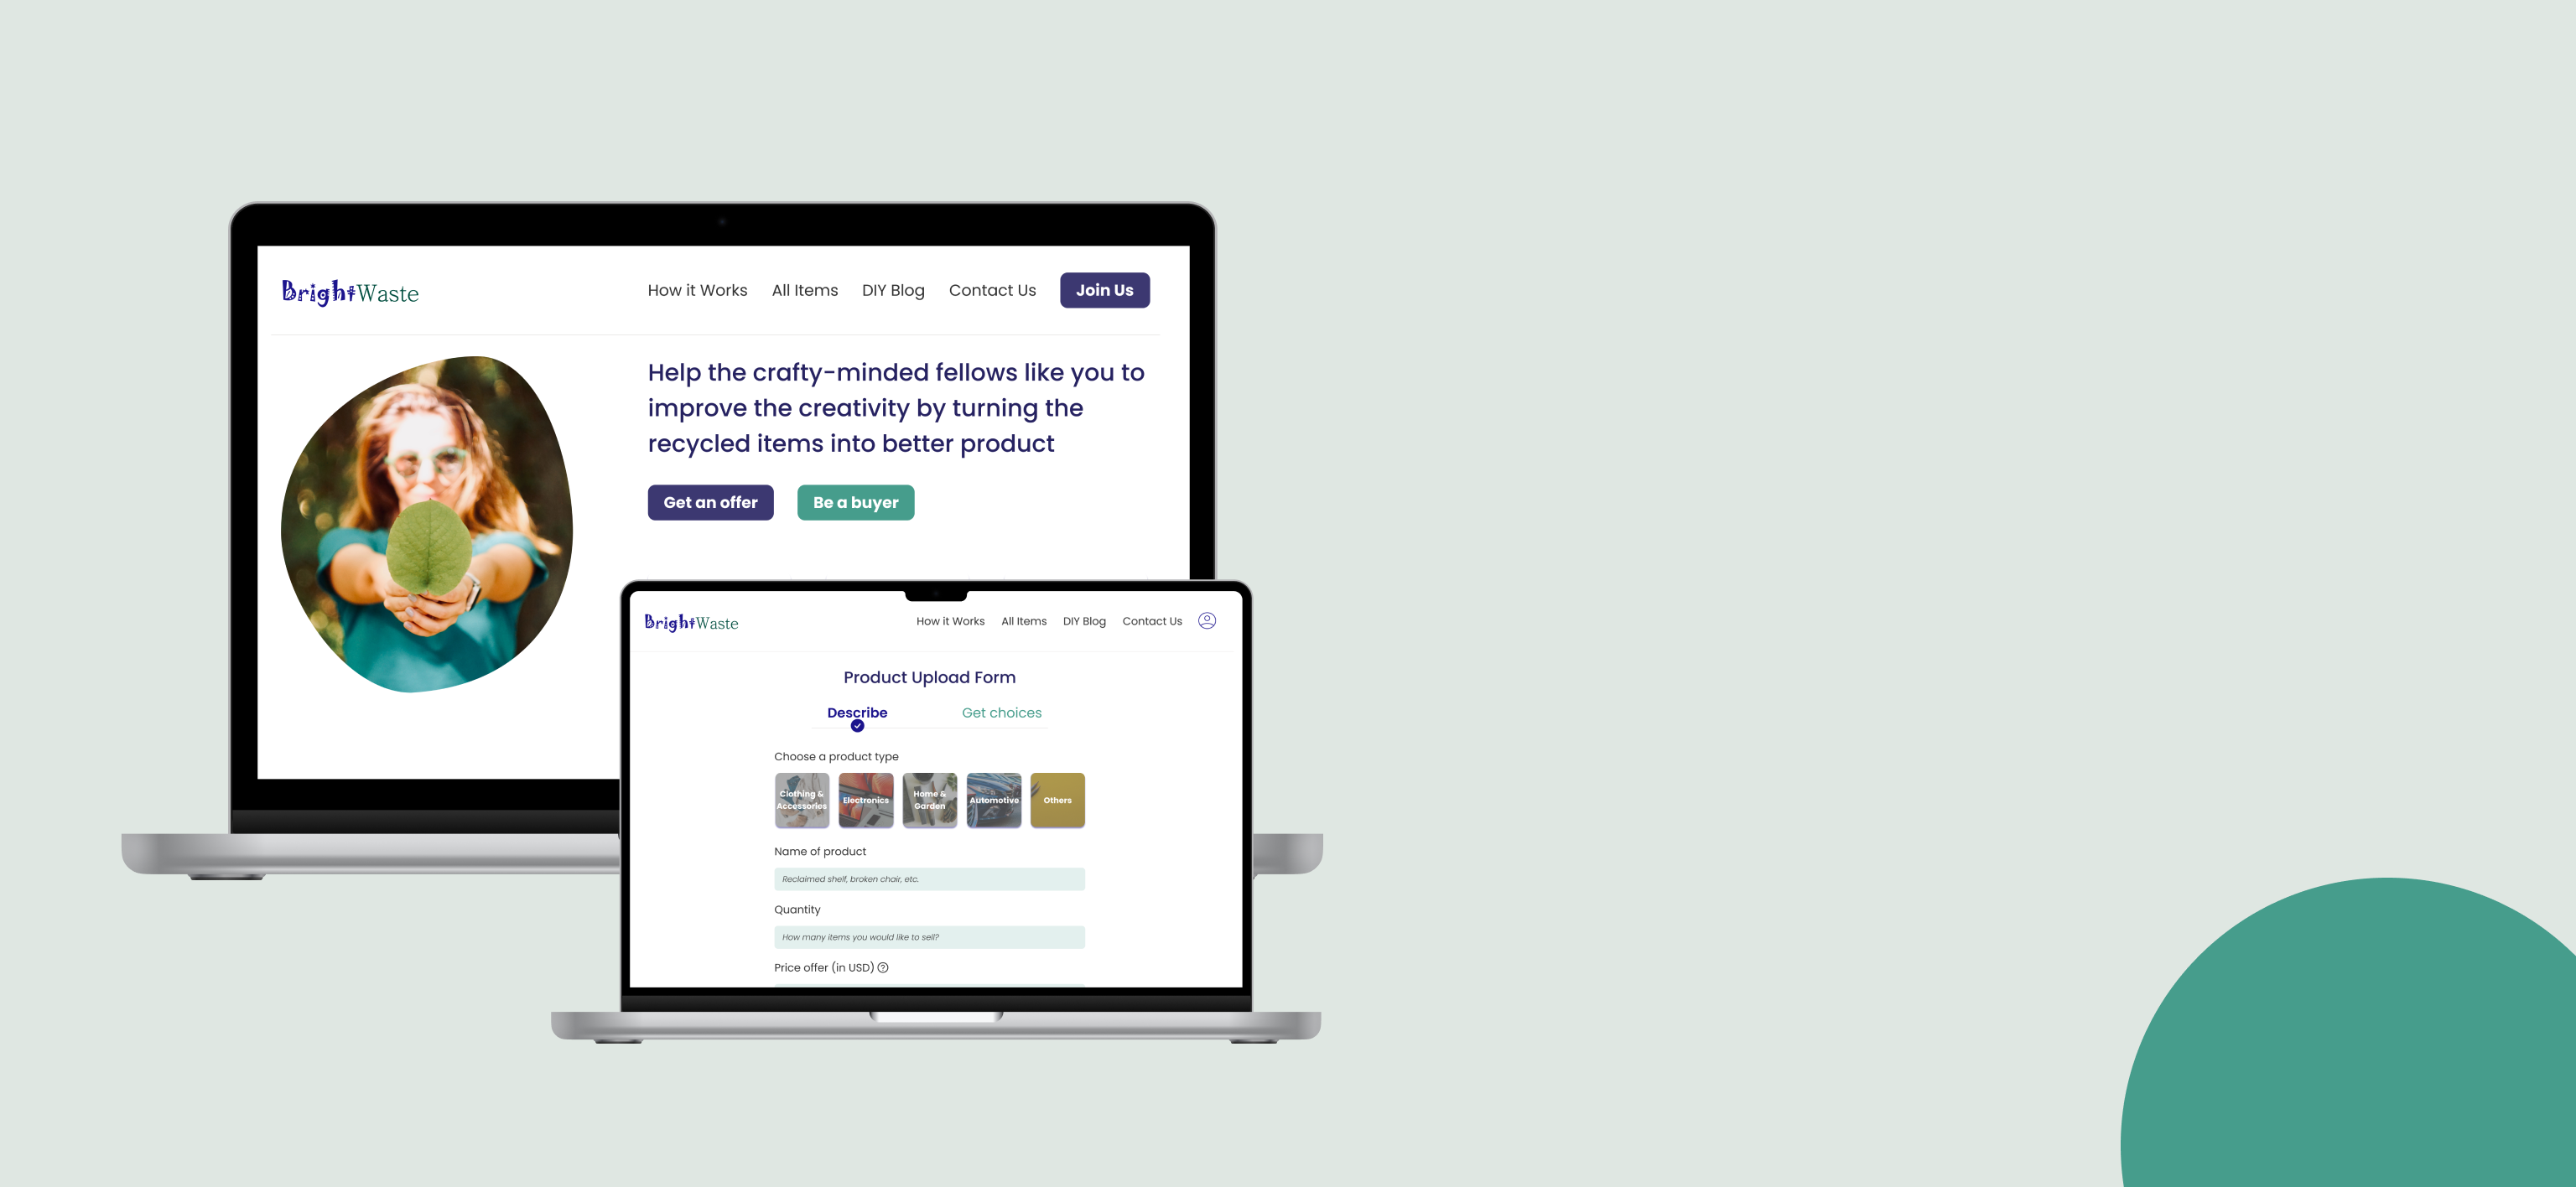 BrightWaste
How it Works All Items DIY Blog Contact Us Join Us
Help the crafty-minded fellows like you to
improve the creativity by turning the
recycled items into better product
Get an offer Be a buyer
BrightWaste
How it Works All Items DIY Blog Contact Us
Product Upload Form
Describe Get choices
Choose a product type
Clothing &
Accessories
Electronics
Home &
Garden
Automotive
Others
Name of product
Reclaimed shelf, broken chair, etc.
Quantity
How many items you would like to sell?
Price offer (in USD) ?